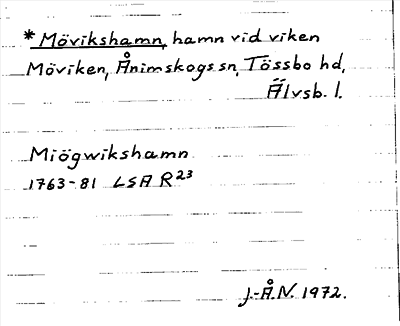 * Mövikshamn, hamn vid viken
Möviken, Ånimskogs sn, Tössbo hd,
Älvsb. l.
Miögwikshamn
1763-81 LSA R23
J.-Å.N. 1972.